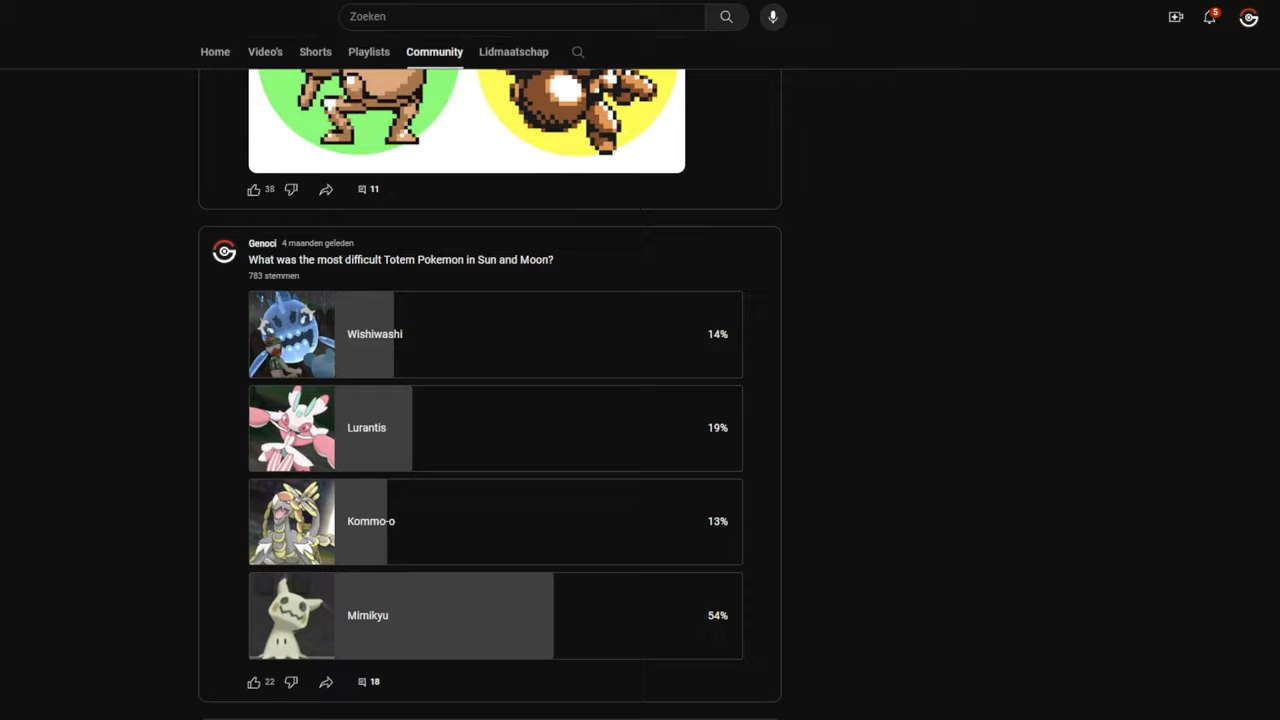 Zoeken
5
Home Video's Shorts Playlists Community Lidmaatschap
38 11
Genoci 4 maanden geleden
What was the most difficult Totem Pokemon in Sun and Moon?
783 stemmen
Wishiwashi 14%
Lurantis 19%
Kommo-o 13%
Mimikyu 54%
22 18